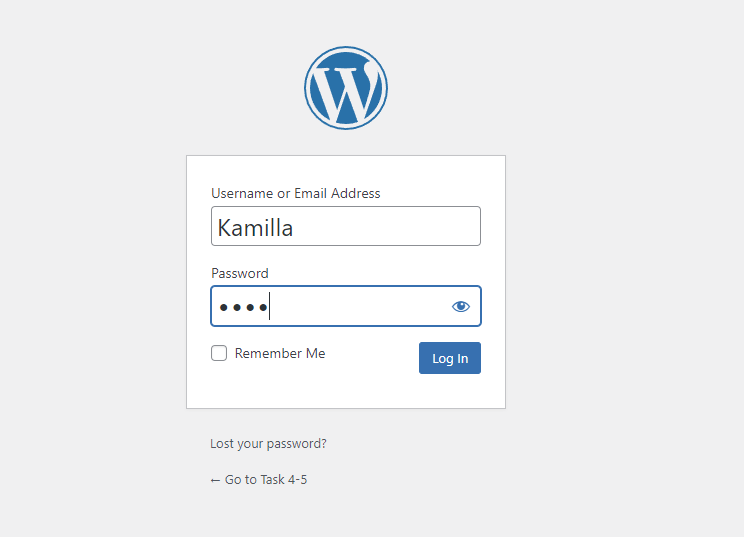 Username or Email Address
Kamilla
Password
••••
Remember Me
Log In
Lost your password?
← Go to Task 4-5